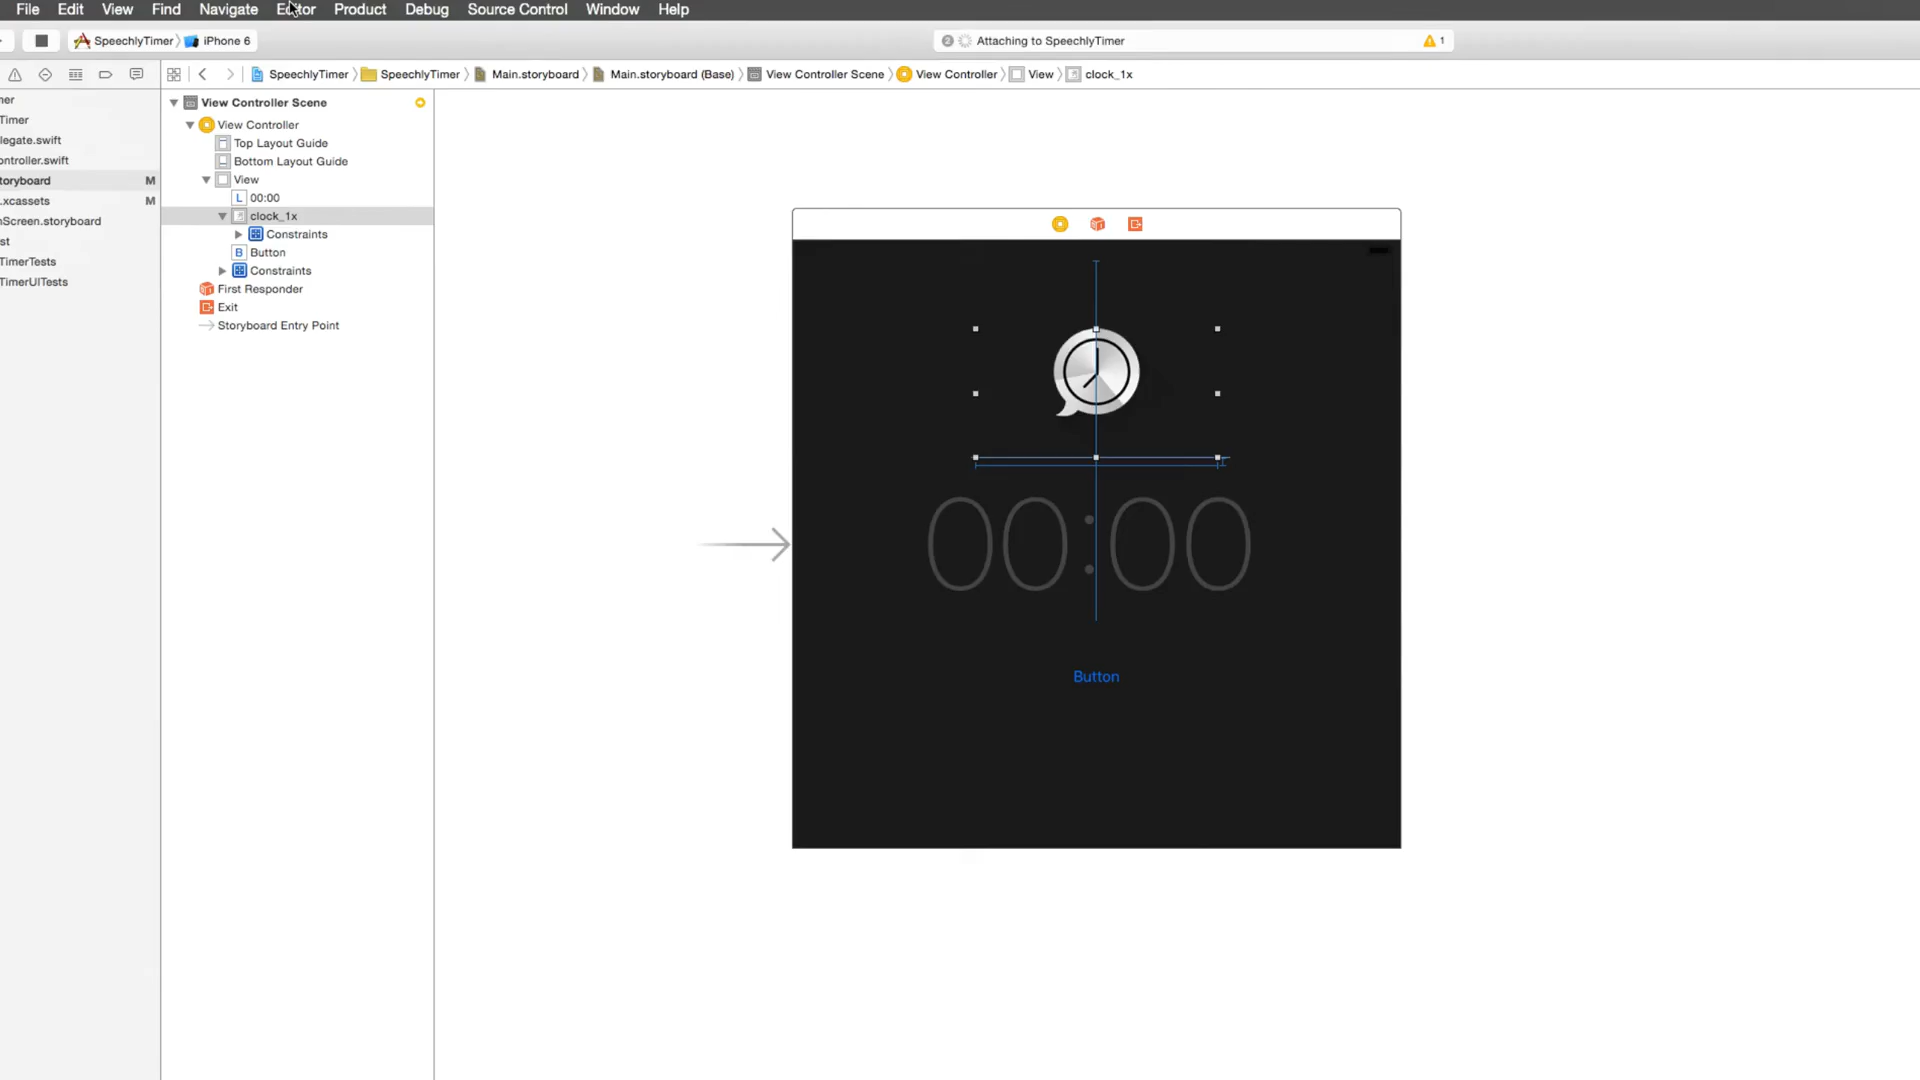 File Edit View Find Navigate Editor Product Debug Source Control Window Help
SpeechlyTimer iPhone 6 2 Attaching to SpeechlyTimer 1
SpeechlyTimer SpeechlyTimer Main.storyboard Main.storyboard (Base) View Controller Scene View Controller View clock_1x
mer
Timer
legate.swift
ontroller.swift
toryboard M
.xcassets M
nScreen.storyboard
st
TimerTests
TimerUITests
View Controller Scene
View Controller
Top Layout Guide
Bottom Layout Guide
View
L 00:00
clock_1x
Constraints
B Button
Constraints
First Responder
Exit
Storyboard Entry Point
00:00
Button